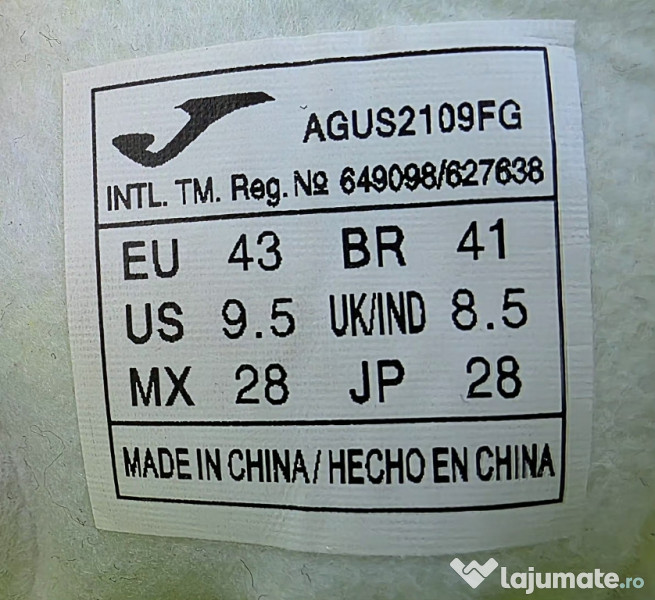 AGUS2109FG
INTL. TM. Reg. Nº 649098/627638
EU 43 BR 41
US 9.5 UK/IND 8.5
MX 28 JP 28
MADE IN CHINA / HECHO EN CHINA
lajumate.ro